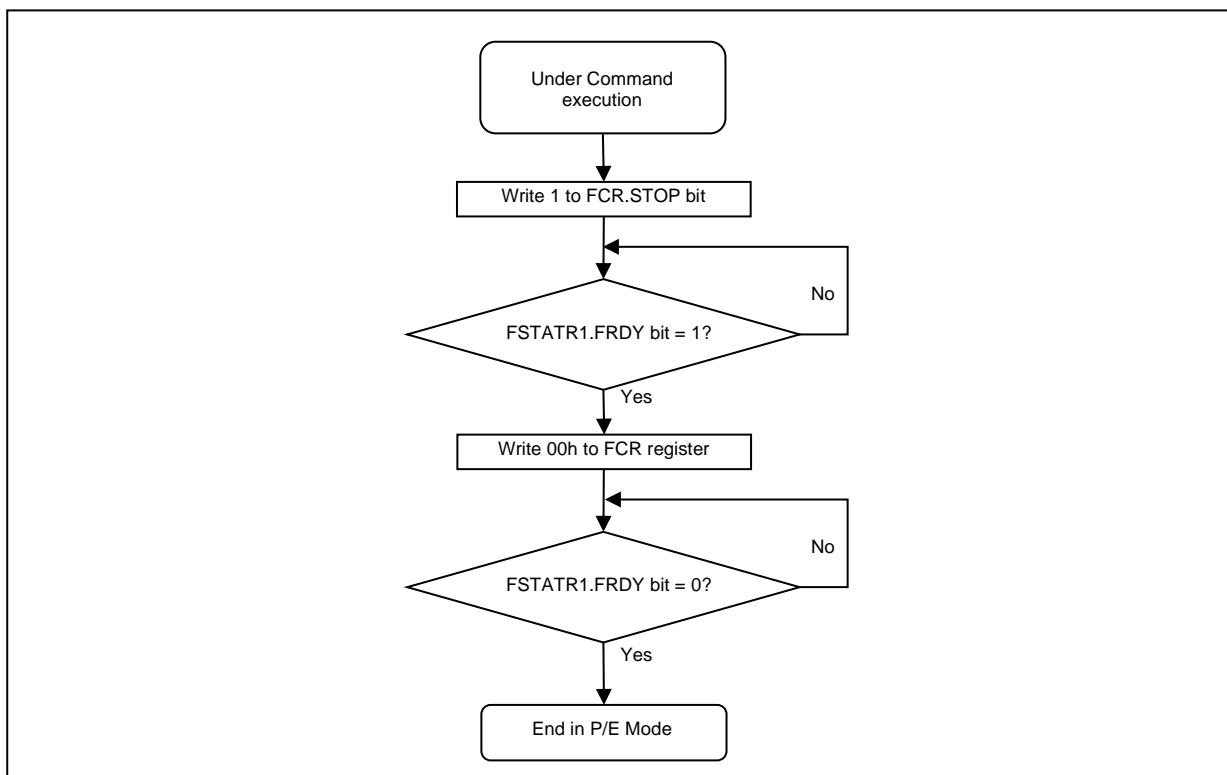 Under Command
execution
Write 1 to FCR.STOP bit
No
FSTATR1.FRDY bit = 1?
Yes
Write 00h to FCR register
No
FSTATR1.FRDY bit = 0?
Yes
End in P/E Mode